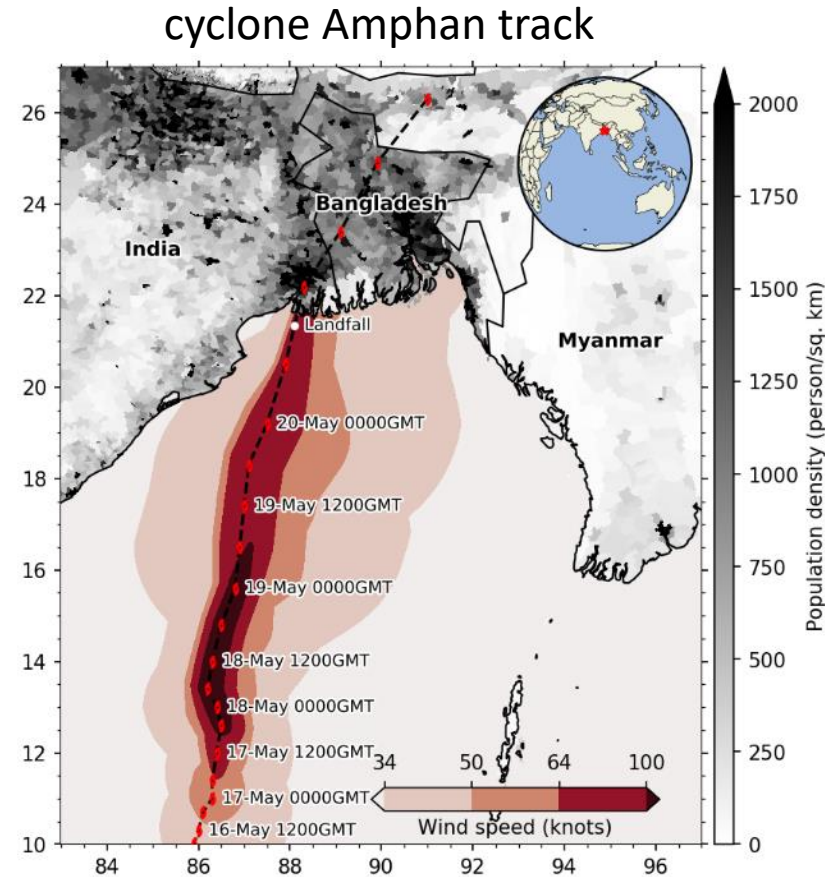 cyclone Amphan track
26
24
22
20
18
16
14
12
10
84
86
88
90
92
94
96
India
Bangladesh
Myanmar
Landfall
20-May 0000GMT
19-May 1200GMT
19-May 0000GMT
18-May 1200GMT
18-May 0000GMT
17-May 1200GMT
17-May 0000GMT
16-May 1200GMT
34 50 64 100
Wind speed (knots)
2000
1750
1500
1250
1000
750
500
250
0
Population density (person/sq. km)